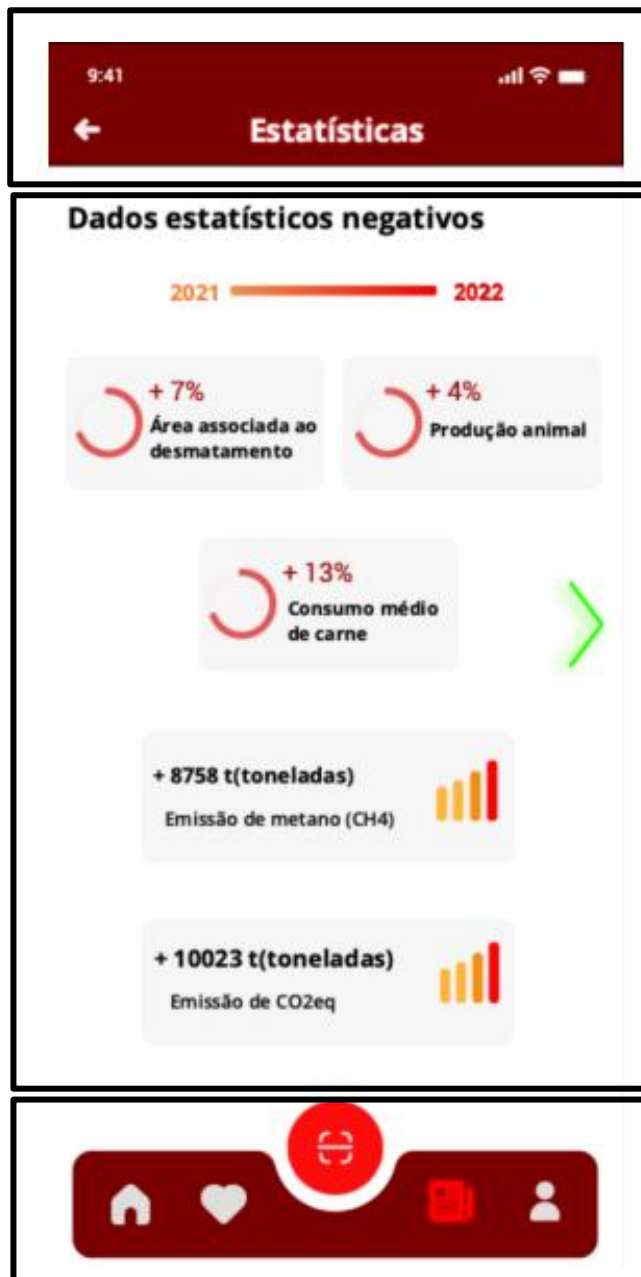 9:41
Estatísticas
Dados estatísticos negativos
2021 2022
+ 7%
Área associada ao
desmatamento
+ 4%
Produção animal
+ 13%
Consumo médio
de carne
+ 8758 t(toneladas)
Emissão de metano (CH4)
+ 10023 t(toneladas)
Emissão de CO2eq